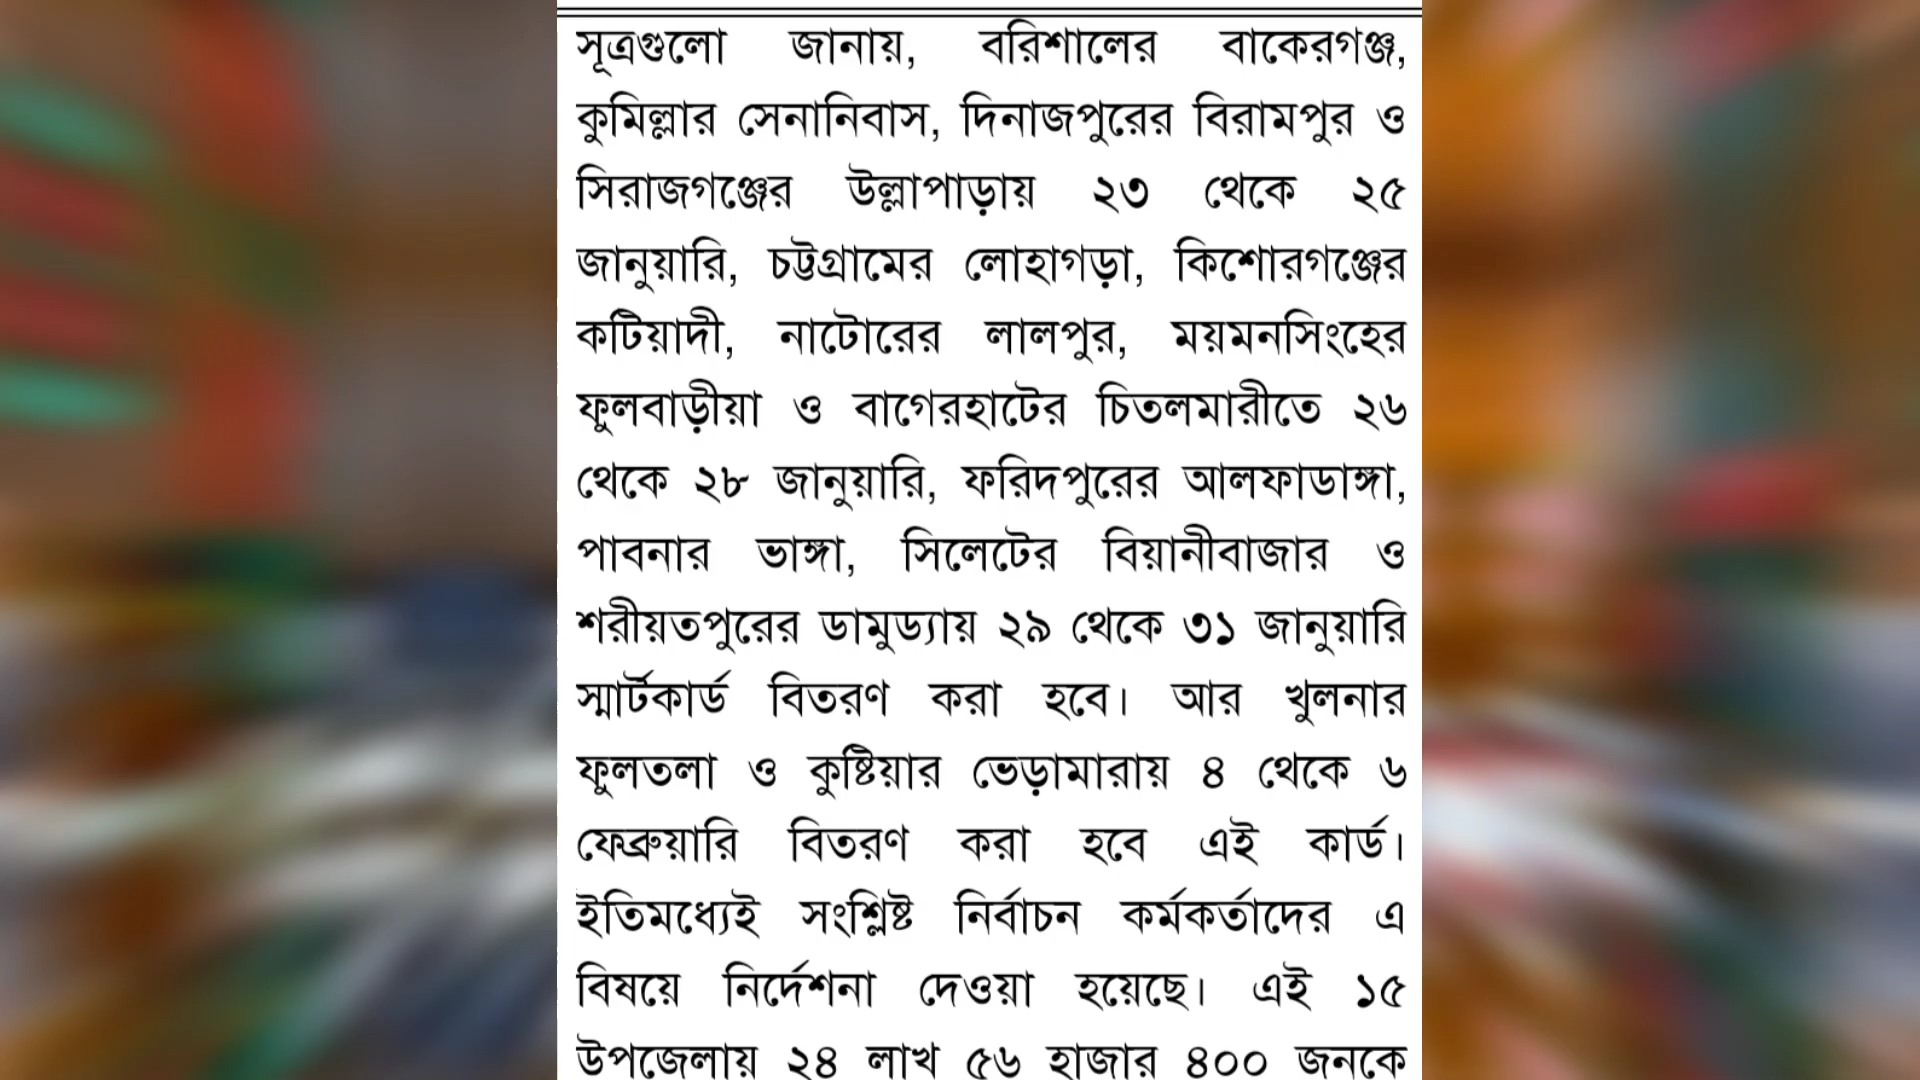 সূত্রগুলো জানায়, বরিশালের বাকেরগঞ্জ,
কুমিল্লার সেনানিবাস, দিনাজপুরের বিরামপুর ও
সিরাজগঞ্জের উল্লাপাড়ায় ২৩ থেকে ২৫
জানুয়ারি, চট্টগ্রামের লোহাগড়া, কিশোরগঞ্জের
কটিয়াদী, নাটোরের লালপুর, ময়মনসিংহের
ফুলবাড়ীয়া ও বাগেরহাটের চিতলমারীতে ২৬
থেকে ২৮ জানুয়ারি, ফরিদপুরের আলফাডাঙ্গা,
পাবনার ভাঙ্গা, সিলেটের বিয়ানীবাজার ও
শরীয়তপুরের ডামুড্যায় ২৯ থেকে ৩১ জানুয়ারি
স্মার্টকার্ড বিতরণ করা হবে। আর খুলনার
ফুলতলা ও কুষ্টিয়ার ভেড়ামারায় ৪ থেকে ৬
ফেব্রুয়ারি বিতরণ করা হবে এই কার্ড।
ইতিমধ্যেই সংশ্লিষ্ট নির্বাচন কর্মকর্তাদের এ
বিষয়ে নির্দেশনা দেওয়া হয়েছে। এই ১৫
উপজেলায় ২৪ লাখ ৫৬ হাজার ৪০০ জনকে